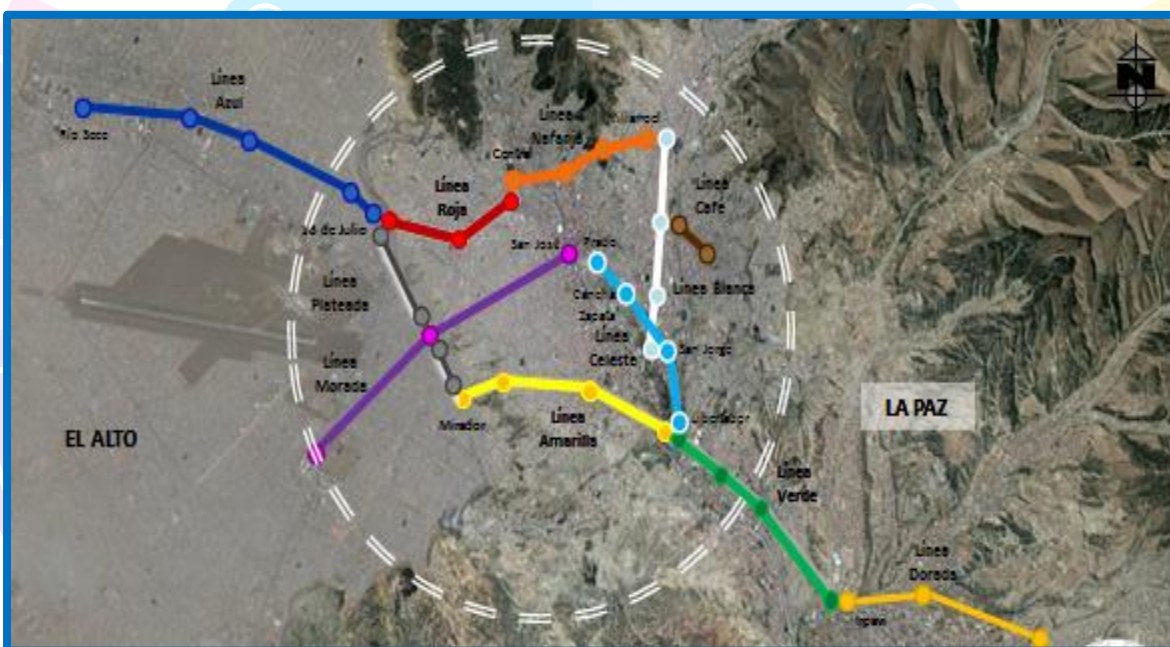 Línea
Azul
Río Seco
Línea
Naranja
Villarroel
Central
Línea
Roja
Línea
Café
16 de Julio
San José
Prado
Línea
Plateada
Cancha
Zapata
Línea Blanca
Línea
Celeste
San Jorge
Línea
Morada
Mirador
Línea
Amarilla
Libertador
LA PAZ
EL ALTO
Línea
Verde
Línea
Dorada
Irpavi
N